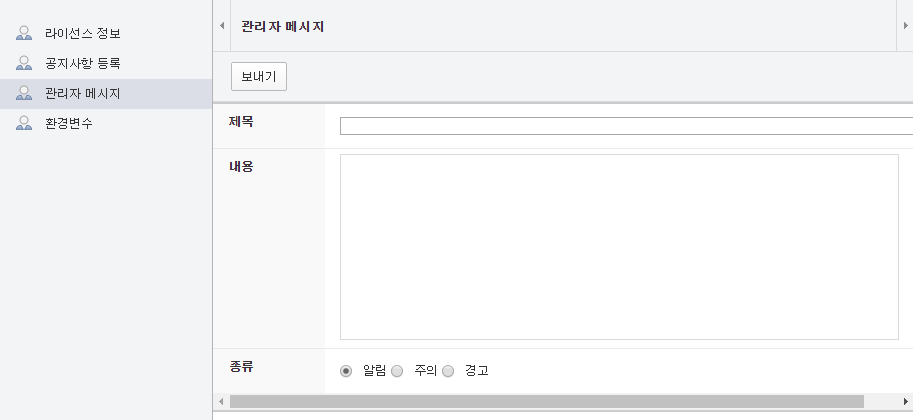 라이선스 정보
공지사항 등록
관리자 메시지
환경변수
관리자 메시지
보내기
제목
내용
종류
알림 주의 경고